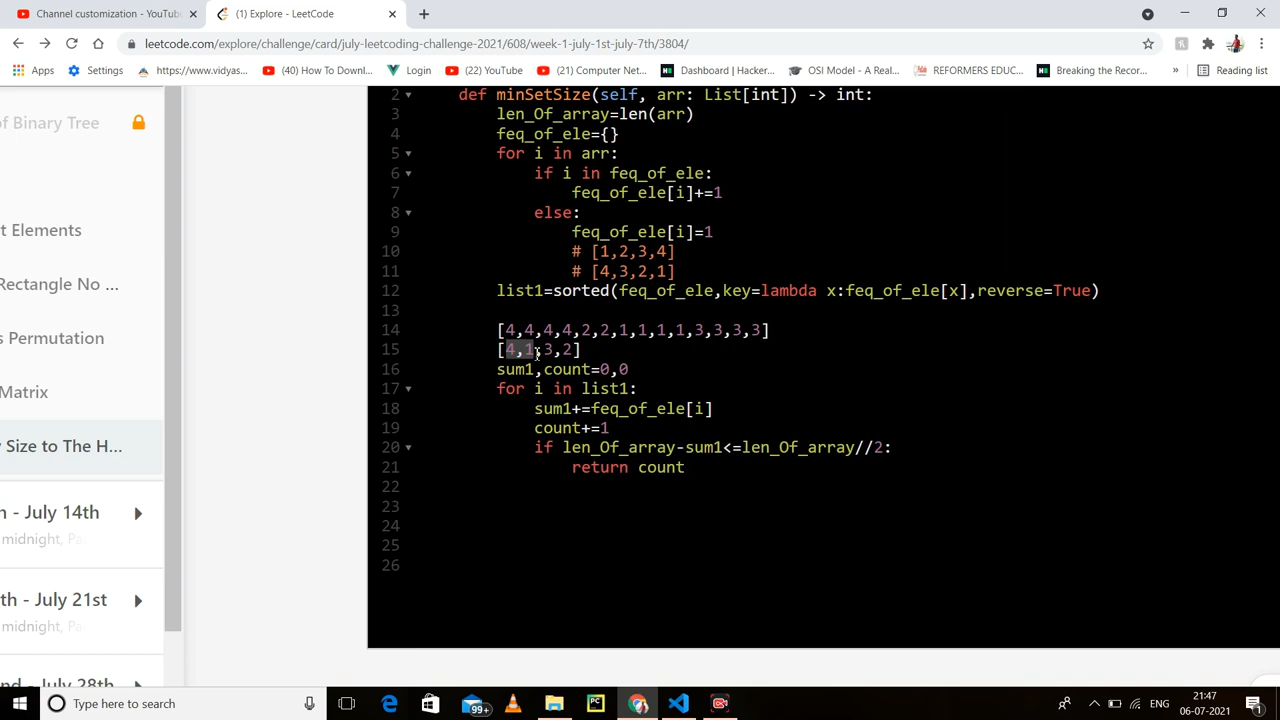 Channel customization - YouTub
(1) Explore - LeetCode
leetcode.com/explore/challenge/card/july-leetcoding-challenge-2021/608/week-1-july-1st-july-7th/3804/
Apps
Settings
https://www.vidyas...
(40) How To Downl...
Login
(22) YouTube
(21) Computer Net...
Dashboard | Hacker...
OSI Model - A Real...
REFORMERS EDUC...
Breaking the Recor...
»
Reading list
of Binary Tree
t Elements
Rectangle No ...
s Permutation
Matrix
Size to The H...
- July 14th
midnight, Pa
th - July 21st
midnight, Pa
nd - July 28th
2 def minSetSize(self, arr: List[int]) -> int:
3 len_Of_array=len(arr)
4 feq_of_ele={}
5 for i in arr:
6 if i in feq_of_ele:
7 feq_of_ele[i]+=1
8 else:
9 feq_of_ele[i]=1
10 # [1,2,3,4]
11 # [4,3,2,1]
12 list1=sorted(feq_of_ele,key=lambda x:feq_of_ele[x],reverse=True)
13
14 [4,4,4,4,2,2,1,1,1,1,3,3,3,3]
15 [4,1,3,2]
16 sum1,count=0,0
17 for i in list1:
18 sum1+=feq_of_ele[i]
19 count+=1
20 if len_Of_array-sum1<=len_Of_array//2:
21 return count
22
23
24
25
26
Type here to search
99+
PC
ENG
21:47
06-07-2021
1